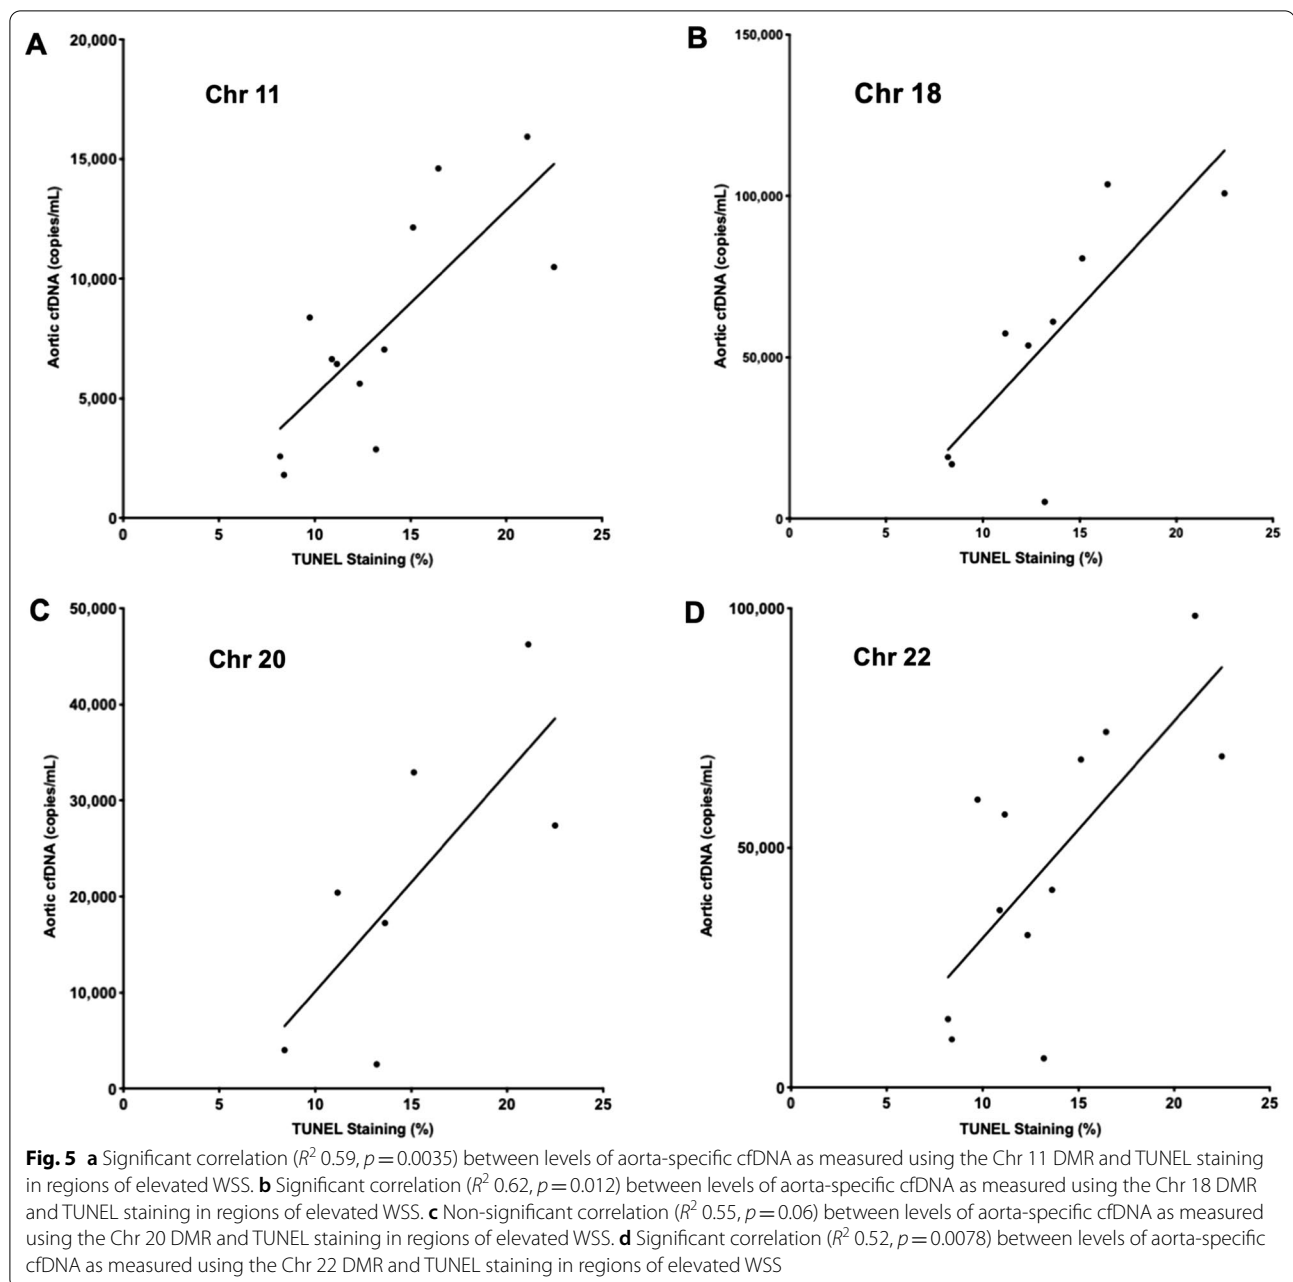 A
Chr 11
20,000
15,000
10,000
5,000
0
Aortic cfDNA (copies/mL)
0 5 10 15 20 25
TUNEL Staining (%)
B
Chr 18
150,000
100,000
50,000
0
Aortic cfDNA (copies/mL)
0 5 10 15 20 25
TUNEL Staining (%)
C
Chr 20
50,000
40,000
30,000
20,000
10,000
0
Aortic cfDNA (copies/mL)
0 5 10 15 20 25
TUNEL Staining (%)
D
Chr 22
100,000
50,000
0
Aortic cfDNA (copies/mL)
0 5 10 15 20 25
TUNEL Staining (%)
Fig. 5 a Significant correlation (R² 0.59, p = 0.0035) between levels of aorta-specific cfDNA as measured using the Chr 11 DMR and TUNEL staining
in regions of elevated WSS. b Significant correlation (R² 0.62, p = 0.012) between levels of aorta-specific cfDNA as measured using the Chr 18 DMR
and TUNEL staining in regions of elevated WSS. c Non-significant correlation (R² 0.55, p = 0.06) between levels of aorta-specific cfDNA as measured
using the Chr 20 DMR and TUNEL staining in regions of elevated WSS. d Significant correlation (R² 0.52, p = 0.0078) between levels of aorta-specific
cfDNA as measured using the Chr 22 DMR and TUNEL staining in regions of elevated WSS